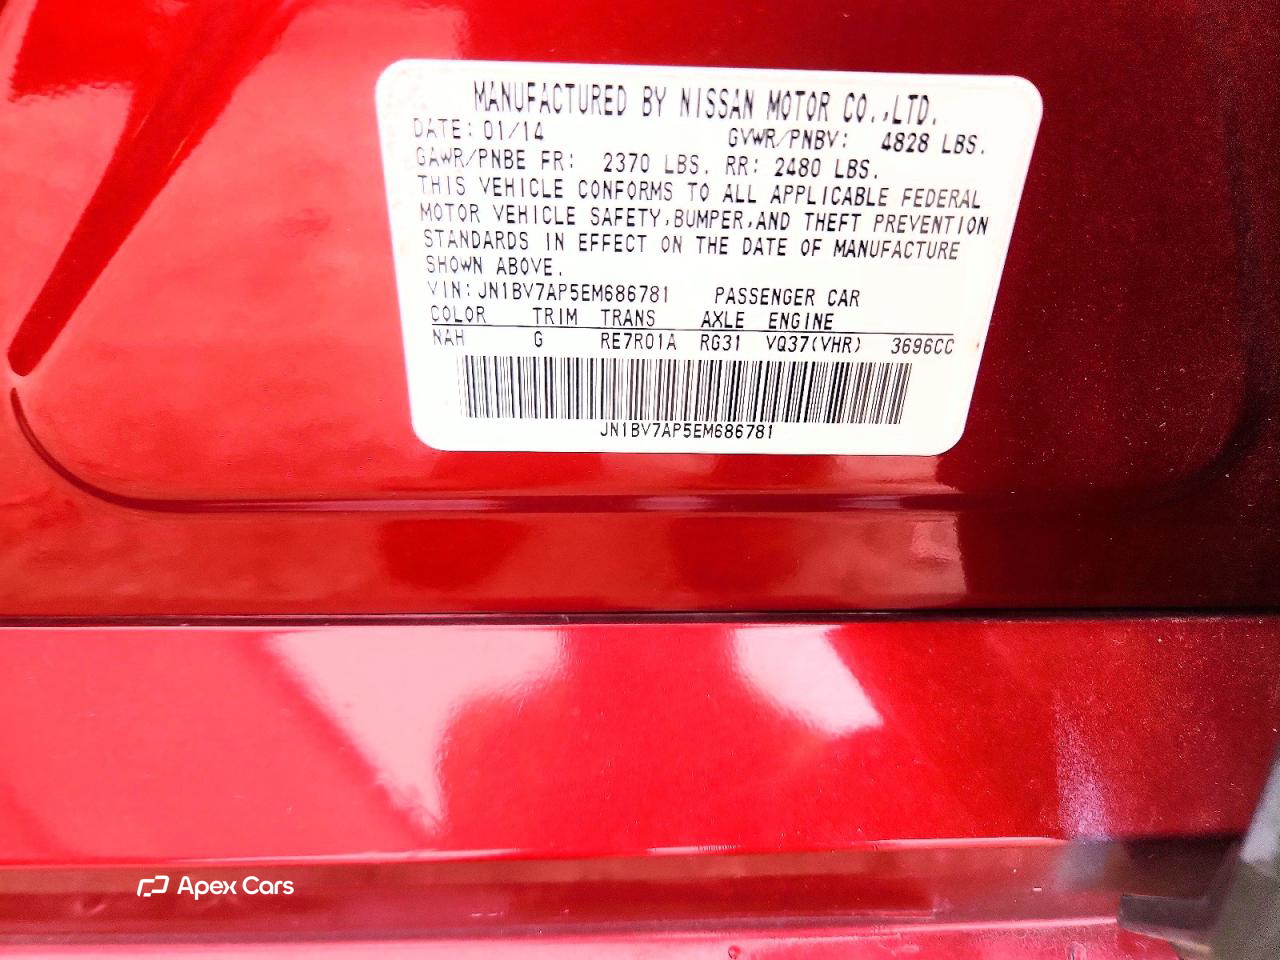 MANUFACTURED BY NISSAN MOTOR CO.,LTD.
DATE: 01/14 GVWR/PNBV: 4828 LBS.
GAWR/PNBE FR: 2370 LBS. RR: 2480 LBS.
THIS VEHICLE CONFORMS TO ALL APPLICABLE FEDERAL
MOTOR VEHICLE SAFETY,BUMPER,AND THEFT PREVENTION
STANDARDS IN EFFECT ON THE DATE OF MANUFACTURE
SHOWN ABOVE.
VIN: JN1BV7AP5EM686781 PASSENGER CAR
COLOR TRIM TRANS AXLE ENGINE
NAH G RE7R01A RG31 VQ37(VHR) 3696CC
JN1BV7AP5EM686781
Apex Cars